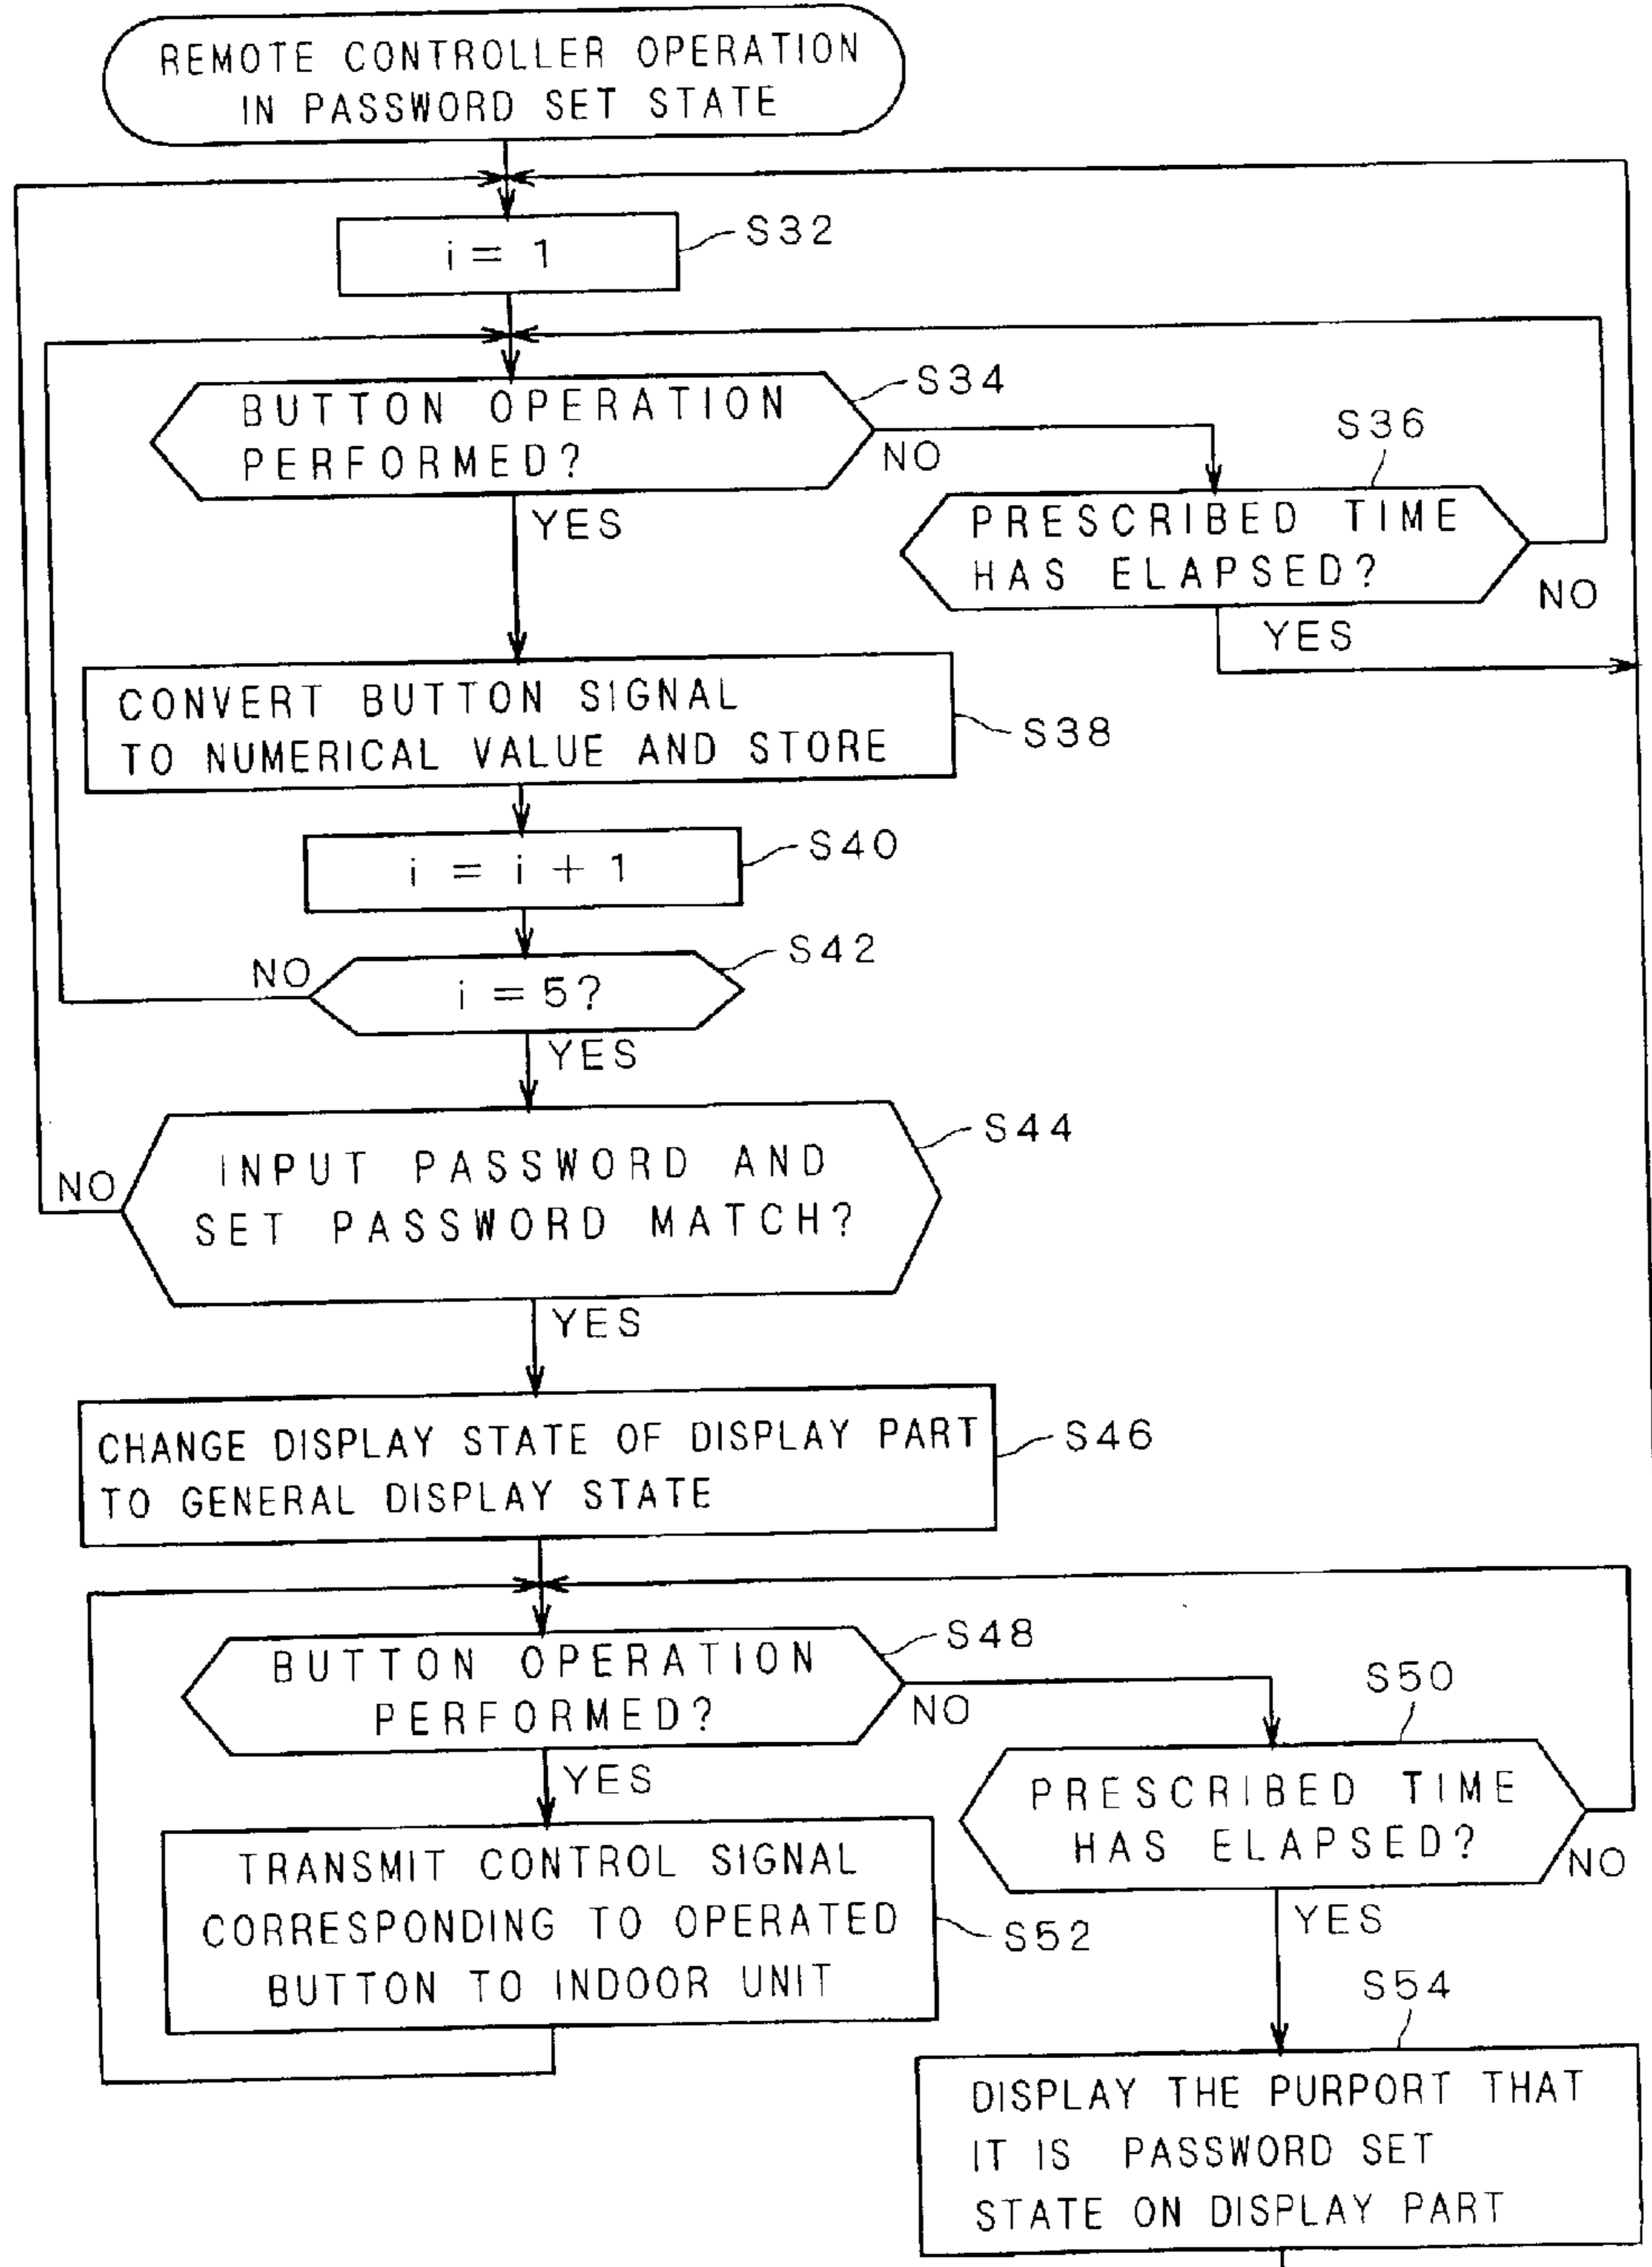 REMOTE CONTROLLER OPERATION
IN PASSWORD SET STATE
i = 1
S32
BUTTON OPERATION
PERFORMED?
S34
NO
YES
S36
PRESCRIBED TIME
HAS ELAPSED?
NO
YES
CONVERT BUTTON SIGNAL
TO NUMERICAL VALUE AND STORE
S38
i = i + 1
S40
NO
i = 5?
S42
YES
INPUT PASSWORD AND
SET PASSWORD MATCH?
S44
NO
YES
CHANGE DISPLAY STATE OF DISPLAY PART
TO GENERAL DISPLAY STATE
S46
BUTTON OPERATION
PERFORMED?
S48
NO
YES
S50
PRESCRIBED TIME
HAS ELAPSED?
NO
YES
TRANSMIT CONTROL SIGNAL
CORRESPONDING TO OPERATED
BUTTON TO INDOOR UNIT
S52
S54
DISPLAY THE PURPORT THAT
IT IS PASSWORD SET
STATE ON DISPLAY PART